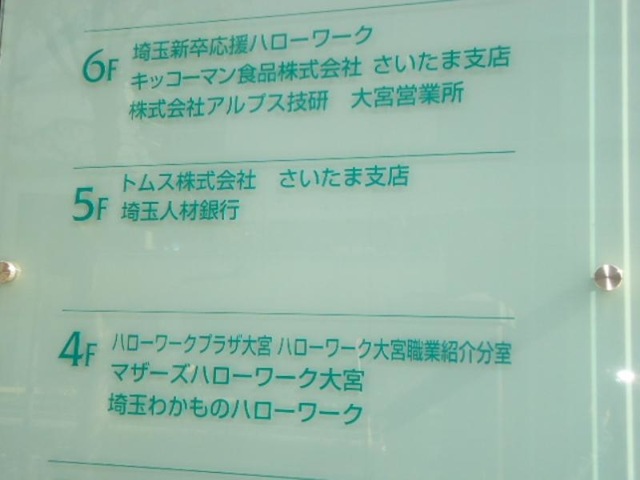 6F 埼玉新卒応援ハローワーク
キッコーマン食品株式会社 さいたま支店
株式会社アルプス技研 大宮営業所
5F トムス株式会社 さいたま支店
埼玉人材銀行
4F ハローワークプラザ大宮 ハローワーク大宮職業紹介分室
マザーズハローワーク大宮
埼玉わかものハローワーク